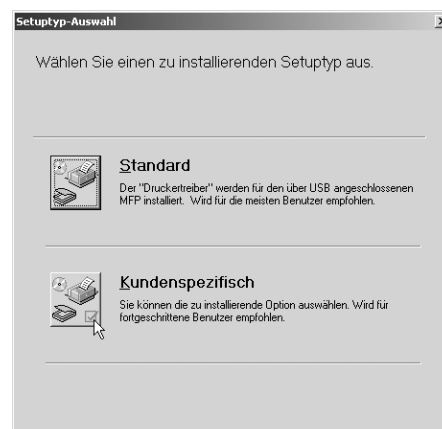 Setuptyp-Auswahl
Wählen Sie einen zu installierenden Setuptyp aus.
Standard
Der "Druckertreiber" werden für den über USB angeschlossenen
MFP installiert. Wird für die meisten Benutzer empfohlen.
Kundenspezifisch
Sie können die zu installierende Option auswählen. Wird für
fortgeschrittene Benutzer empfohlen.